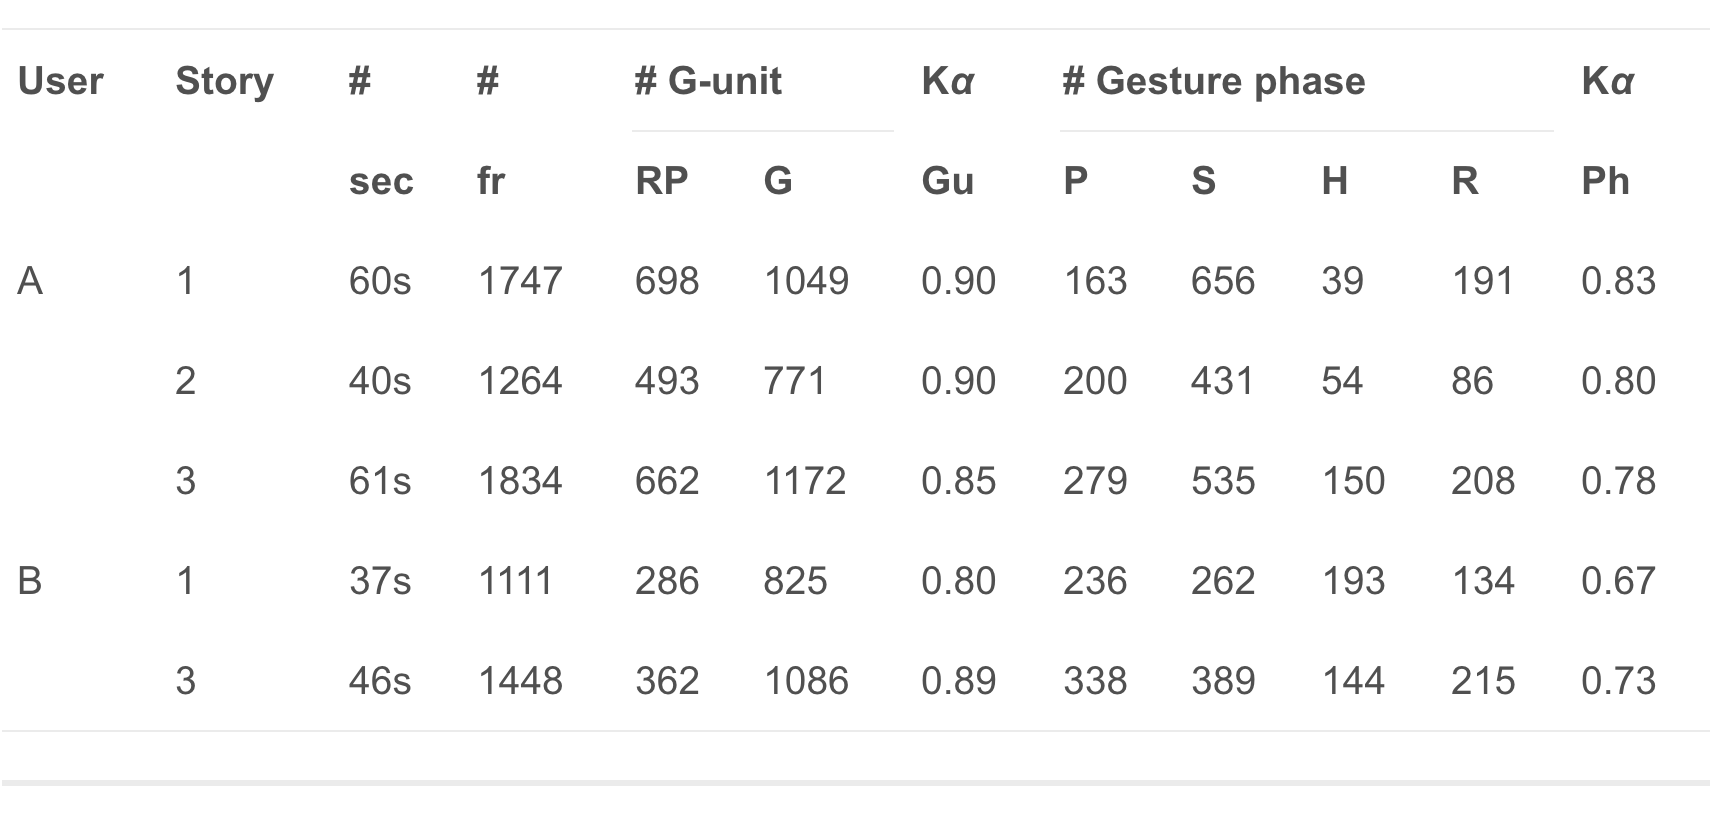 User Story # # # G-unit Kα # Gesture phase Kα
sec fr RP G Gu P S H R Ph
A 1 60s 1747 698 1049 0.90 163 656 39 191 0.83
2 40s 1264 493 771 0.90 200 431 54 86 0.80
3 61s 1834 662 1172 0.85 279 535 150 208 0.78
B 1 37s 1111 286 825 0.80 236 262 193 134 0.67
3 46s 1448 362 1086 0.89 338 389 144 215 0.73